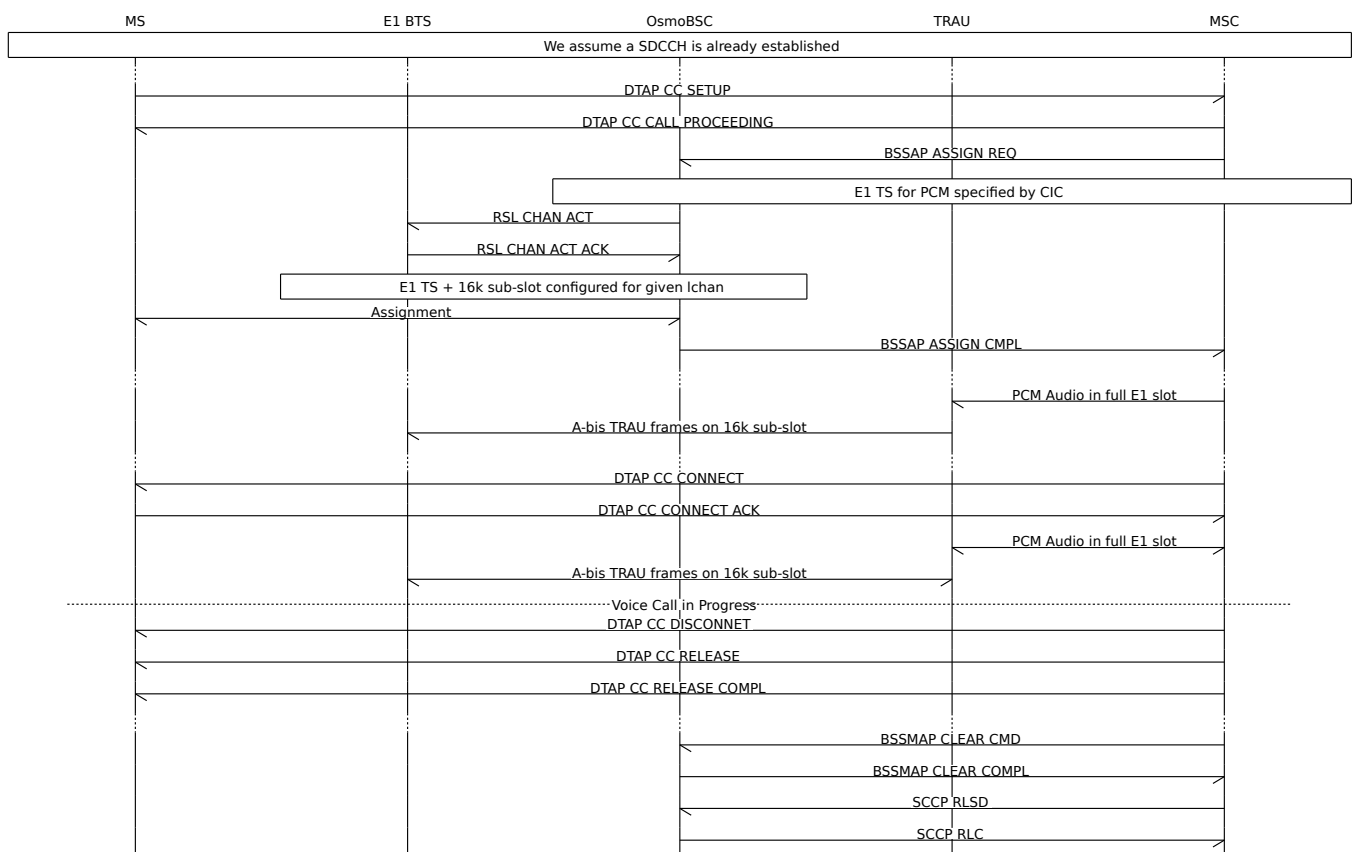 MS E1 BTS OsmoBSC TRAU MSC
We assume a SDCCH is already established
DTAP CC SETUP
DTAP CC CALL PROCEEDING
BSSAP ASSIGN REQ
E1 TS for PCM specified by CIC
RSL CHAN ACT
RSL CHAN ACT ACK
E1 TS + 16k sub-slot configured for given lchan
Assignment
BSSAP ASSIGN CMPL
PCM Audio in full E1 slot
A-bis TRAU frames on 16k sub-slot
DTAP CC CONNECT
DTAP CC CONNECT ACK
PCM Audio in full E1 slot
A-bis TRAU frames on 16k sub-slot
Voice Call in Progress
DTAP CC DISCONNET
DTAP CC RELEASE
DTAP CC RELEASE COMPL
BSSMAP CLEAR CMD
BSSMAP CLEAR COMPL
SCCP RLSD
SCCP RLC